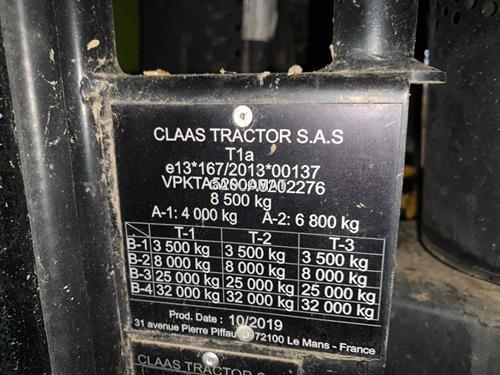 CLAAS TRACTOR S.A.S
T1a
e13*167/2013*00137
8 500 kg
A-1: 4 000 kg A-2: 6 800 kg
T-1 T-2 T-3
B-1 3 500 kg 3 500 kg 3 500 kg
B-2 8 000 kg 8 000 kg 8 000 kg
B-3 25 000 kg 25 000 kg 25 000 kg
B-4 32 000 kg 32 000 kg 32 000 kg
Prod. Date: 10/2019
31 avenue Pierre Piffau 72100 Le Mans - France
CLAAS TRACTOR S.A.S